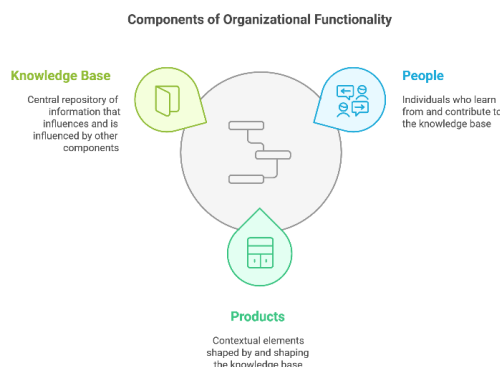 Components of Organizational Functionality
Knowledge Base
Central repository of
information that
influences and is
influenced by other
components
People
Individuals who learn
from and contribute to
the knowledge base
Products
Contextual elements
shaped by and shaping
the knowledge base